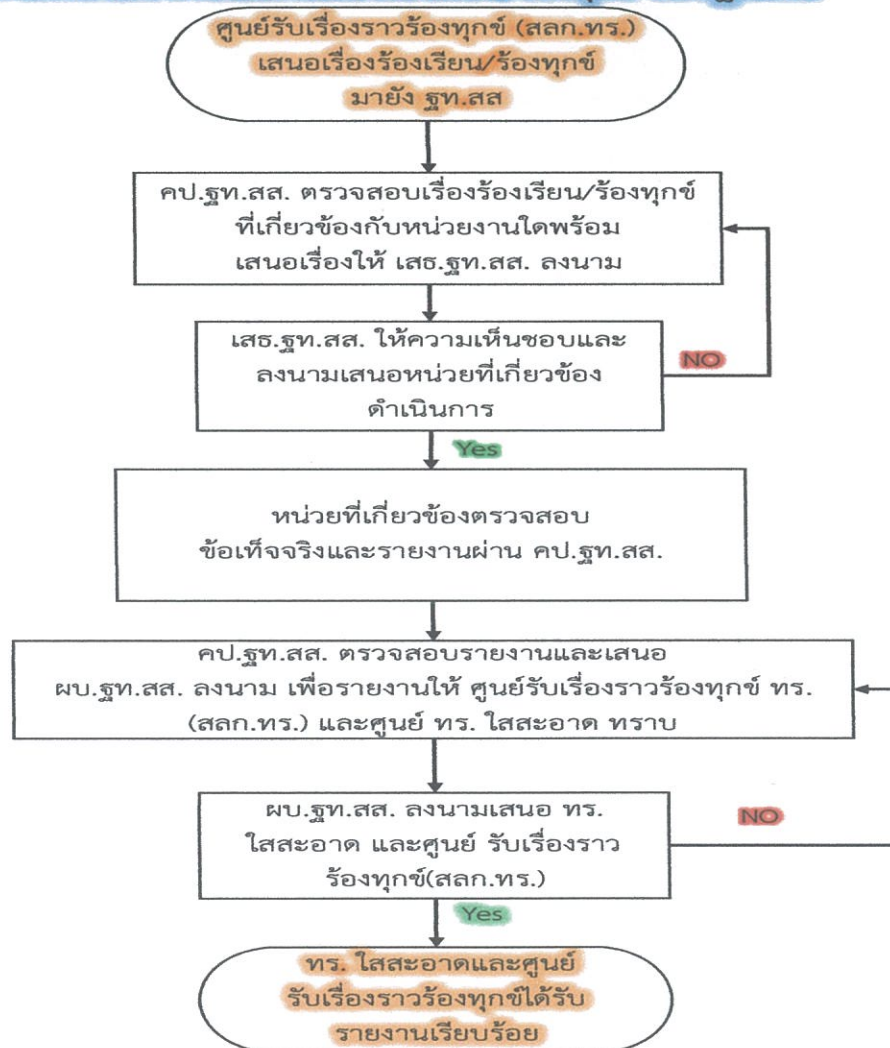 ศูนย์รับเรื่องราวร้องทุกข์ (สลก.ทร.)
เสนอเรื่องร้องเรียน/ร้องทุกข์
มายัง ฐท.สส
คป.ฐท.สส. ตรวจสอบเรื่องร้องเรียน/ร้องทุกข์
ที่เกี่ยวข้องกับหน่วยงานใดพร้อม
เสนอเรื่องให้ เสธ.ฐท.สส. ลงนาม
เสธ.ฐท.สส. ให้ความเห็นชอบและ
ลงนามเสนอหน่วยที่เกี่ยวข้อง
ดำเนินการ
NO
Yes
หน่วยที่เกี่ยวข้องตรวจสอบ
ข้อเท็จจริงและรายงานผ่าน คป.ฐท.สส.
คป.ฐท.สส. ตรวจสอบรายงานและเสนอ
ผบ.ฐท.สส. ลงนาม เพื่อรายงานให้ ศูนย์รับเรื่องราวร้องทุกข์ ทร.
(สลก.ทร.) และศูนย์ ทร. ใสสะอาด ทราบ
ผบ.ฐท.สส. ลงนามเสนอ ทร.
ใสสะอาด และศูนย์ รับเรื่องราว
ร้องทุกข์(สลก.ทร.)
NO
Yes
ทร. ใสสะอาดและศูนย์
รับเรื่องราวร้องทุกข์ได้รับ
รายงานเรียบร้อย